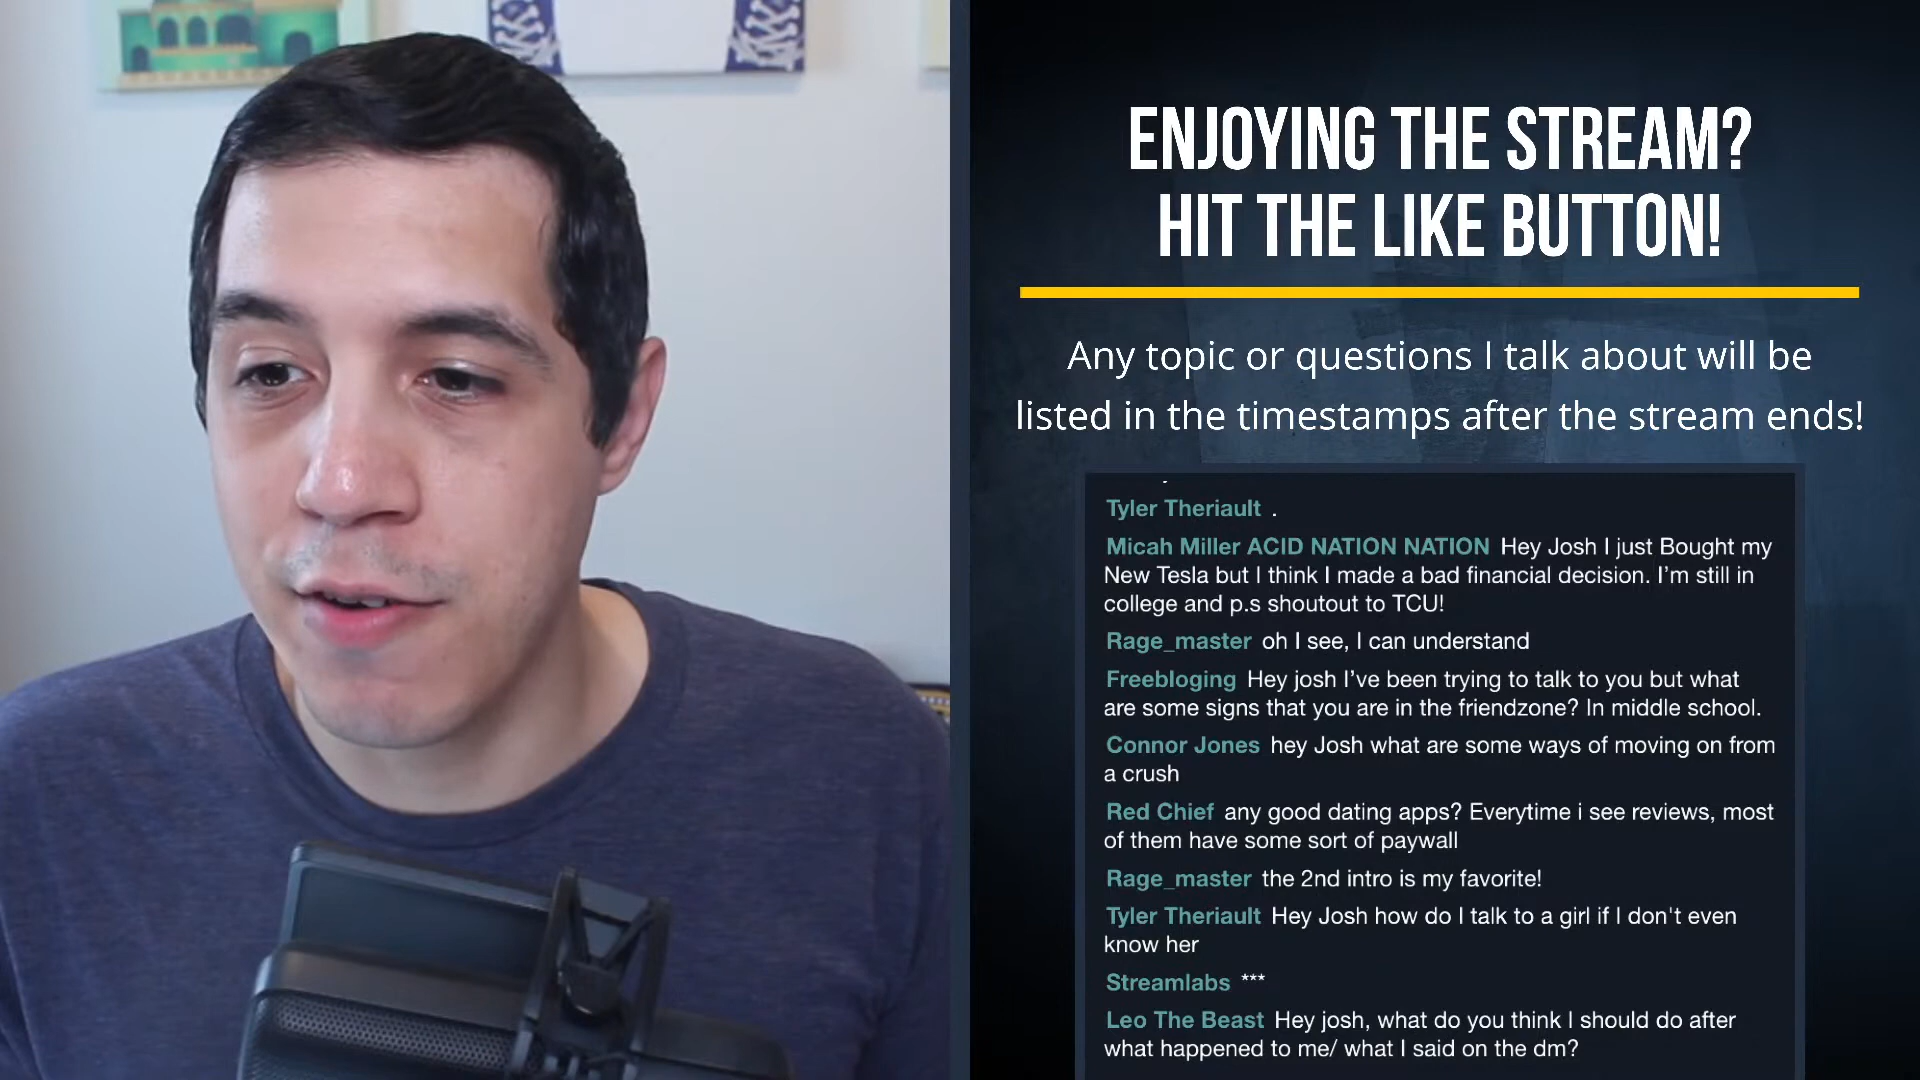 ENJOYING THE STREAM?
HIT THE LIKE BUTTON!
Any topic or questions I talk about will be
listed in the timestamps after the stream ends!
Tyler Theriault .
Micah Miller ACID NATION NATION Hey Josh I just Bought my
New Tesla but I think I made a bad financial decision. I’m still in
college and p.s shoutout to TCU!
Rage_master oh I see, I can understand
Freebloging Hey josh I’ve been trying to talk to you but what
are some signs that you are in the friendzone? In middle school.
Connor Jones hey Josh what are some ways of moving on from
a crush
Red Chief any good dating apps? Everytime i see reviews, most
of them have some sort of paywall
Rage_master the 2nd intro is my favorite!
Tyler Theriault Hey Josh how do I talk to a girl if I don't even
know her
Streamlabs ***
Leo The Beast Hey josh, what do you think I should do after
what happened to me/ what I said on the dm?